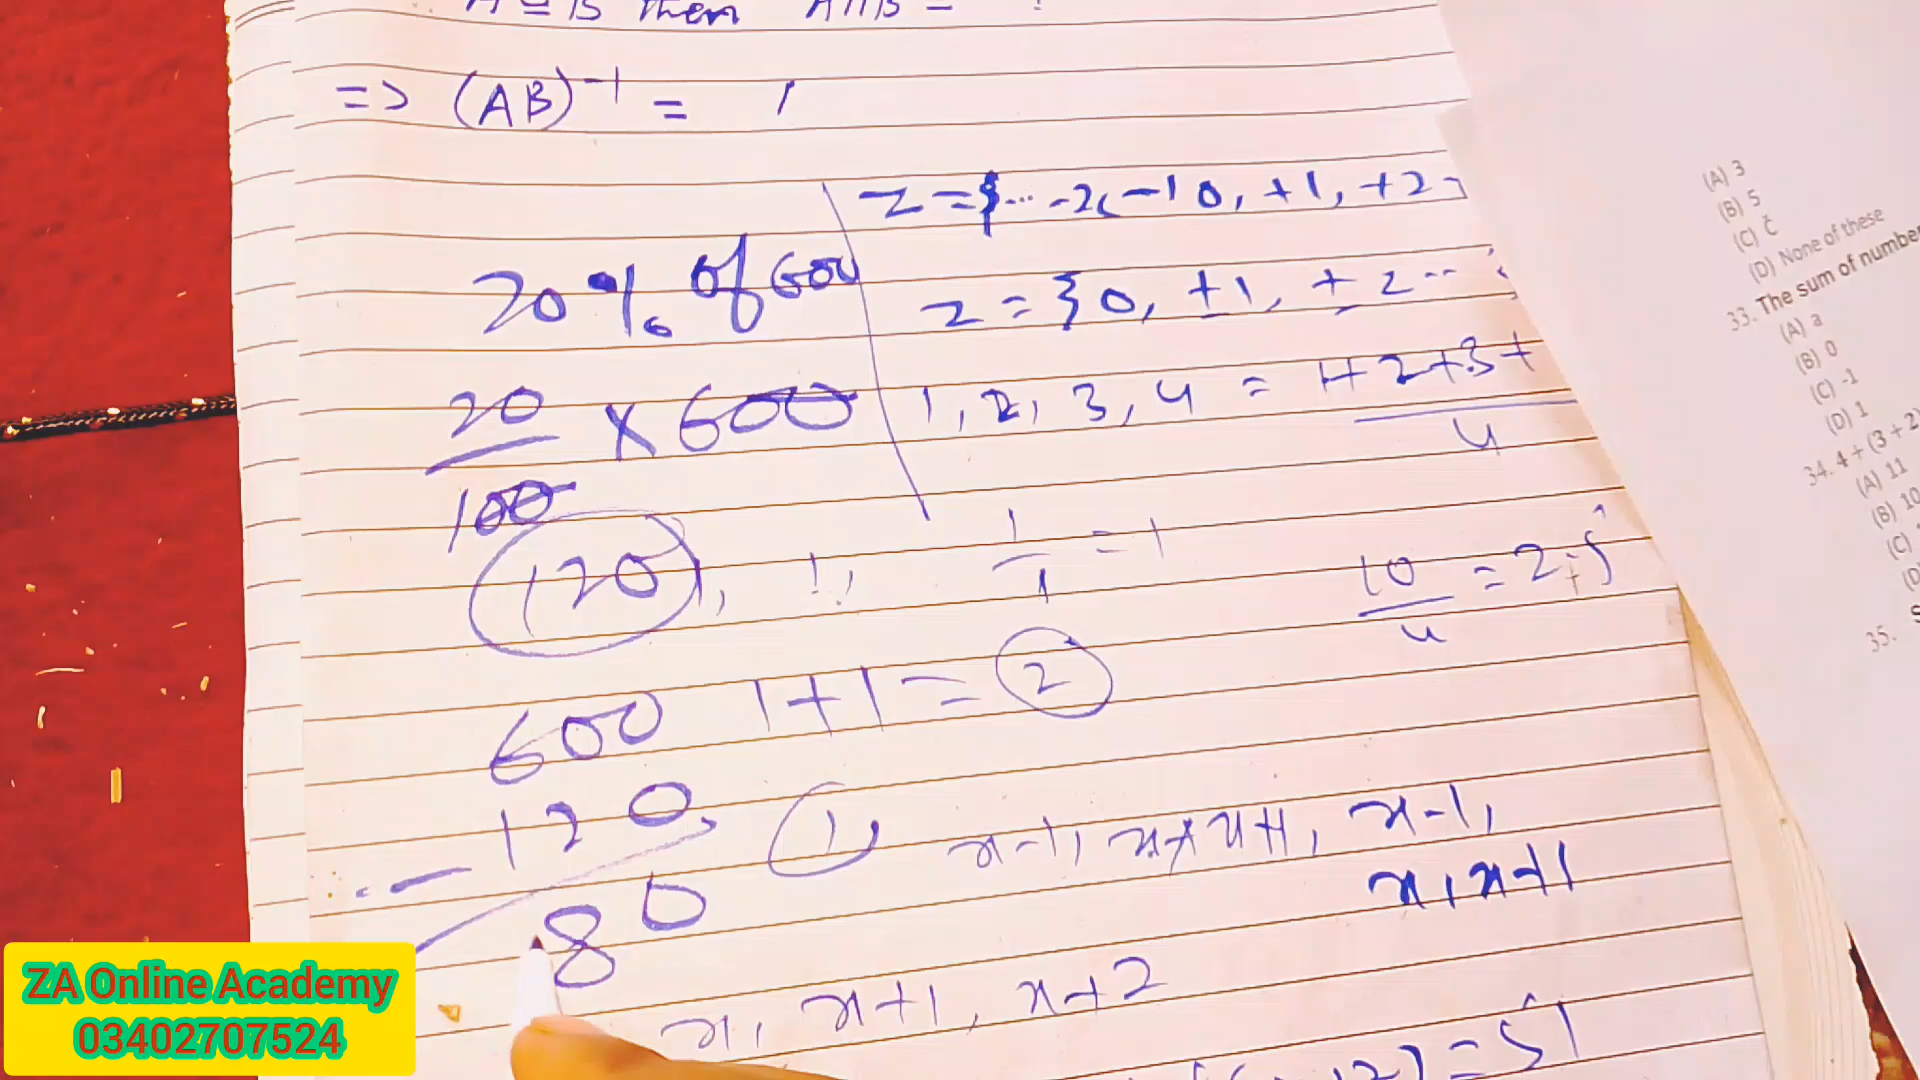 A ⊆ B then A∩B =
=> (AB)⁻¹ =
z = {... -2, -1 0, +1, +2
20% of 600
z = {0, ±1, ±2 ...
20/100 × 600
1, 2, 3, 4 = 1+2+3+ / 4
120
1/1 = 1
10/4 = 2.5
600
1+1 = 2
-120
1
x-1, x, x+1, x-1,
x, x+1
80
x, x+1, x+2
= 51
(A) 3
(B) 5
(C) Č
(D) None of these
33. The sum of number
(A) a
(B) 0
(C) -1
(D) 1
34. 4 + (3 + 2)
(A) 11
(B) 10
(C)
(D
35.
ZA Online Academy
03402707524